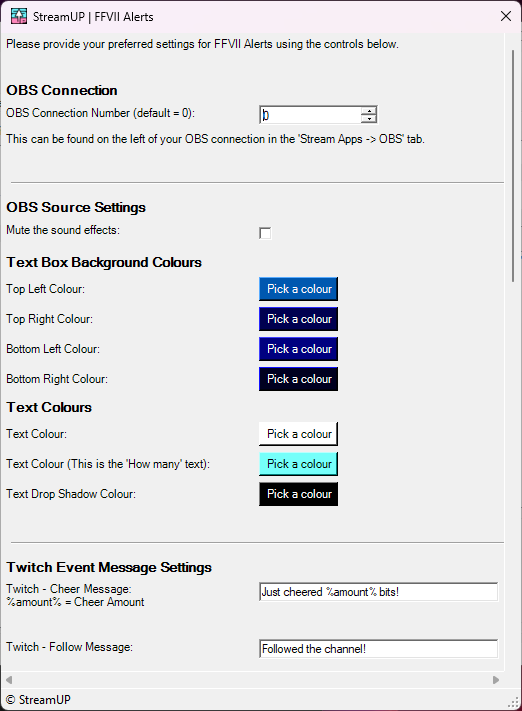 StreamUP | FFVII Alerts
Please provide your preferred settings for FFVII Alerts using the controls below.
OBS Connection
OBS Connection Number (default = 0):
0
This can be found on the left of your OBS connection in the 'Stream Apps -> OBS' tab.
OBS Source Settings
Mute the sound effects:
Text Box Background Colours
Top Left Colour:
Pick a colour
Top Right Colour:
Pick a colour
Bottom Left Colour:
Pick a colour
Bottom Right Colour:
Pick a colour
Text Colours
Text Colour:
Pick a colour
Text Colour (This is the 'How many' text):
Pick a colour
Text Drop Shadow Colour:
Pick a colour
Twitch Event Message Settings
Twitch - Cheer Message:
%amount% = Cheer Amount
Just cheered %amount% bits!
Twitch - Follow Message:
Followed the channel!
© StreamUP